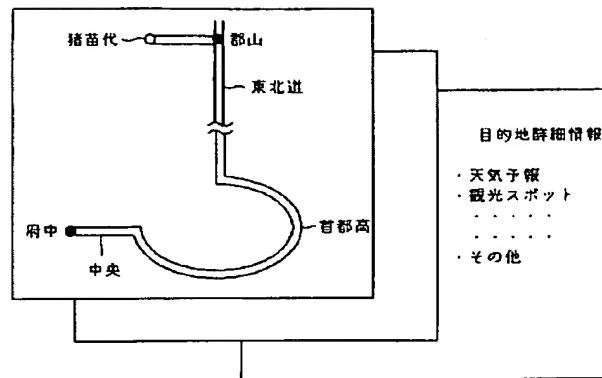 猪苗代
郡山
東北道
首都高
府中
中央
目的地詳細情報
・天気予報
・観光スポット
・・・・・
・・・・・
・その他